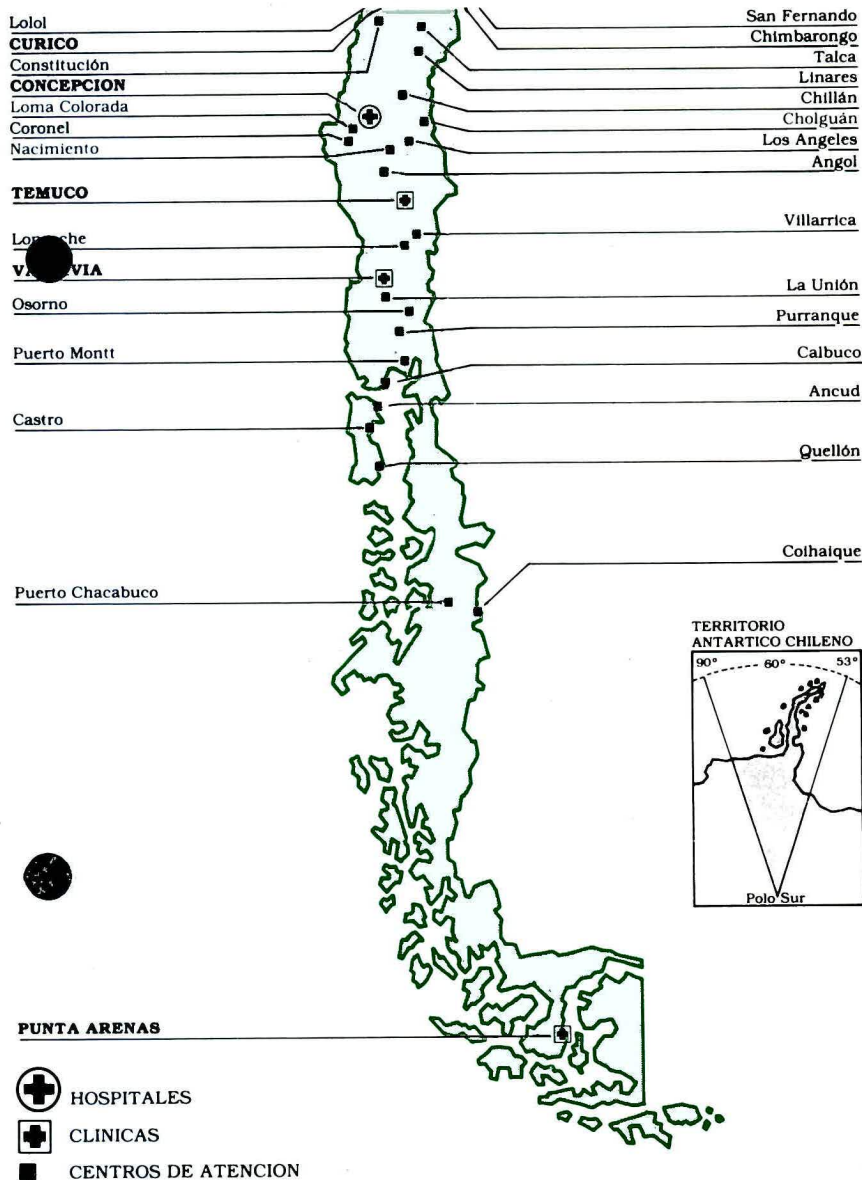 Lolol
CURICO
Constitución
CONCEPCION
Loma Colorada
Coronel
Nacimiento
TEMUCO
Osorno
Puerto Montt
Castro
Puerto Chacabuco
PUNTA ARENAS
San Fernando
Chimbarongo
Talca
Linares
Chillán
Cholguán
Los Angeles
Angol
Villarrica
La Unión
Purranque
Calbuco
Ancud
Quellón
Coihaique
TERRITORIO
ANTARTICO CHILENO
90° 60° 53°
Polo Sur
HOSPITALES
CLINICAS
CENTROS DE ATENCION